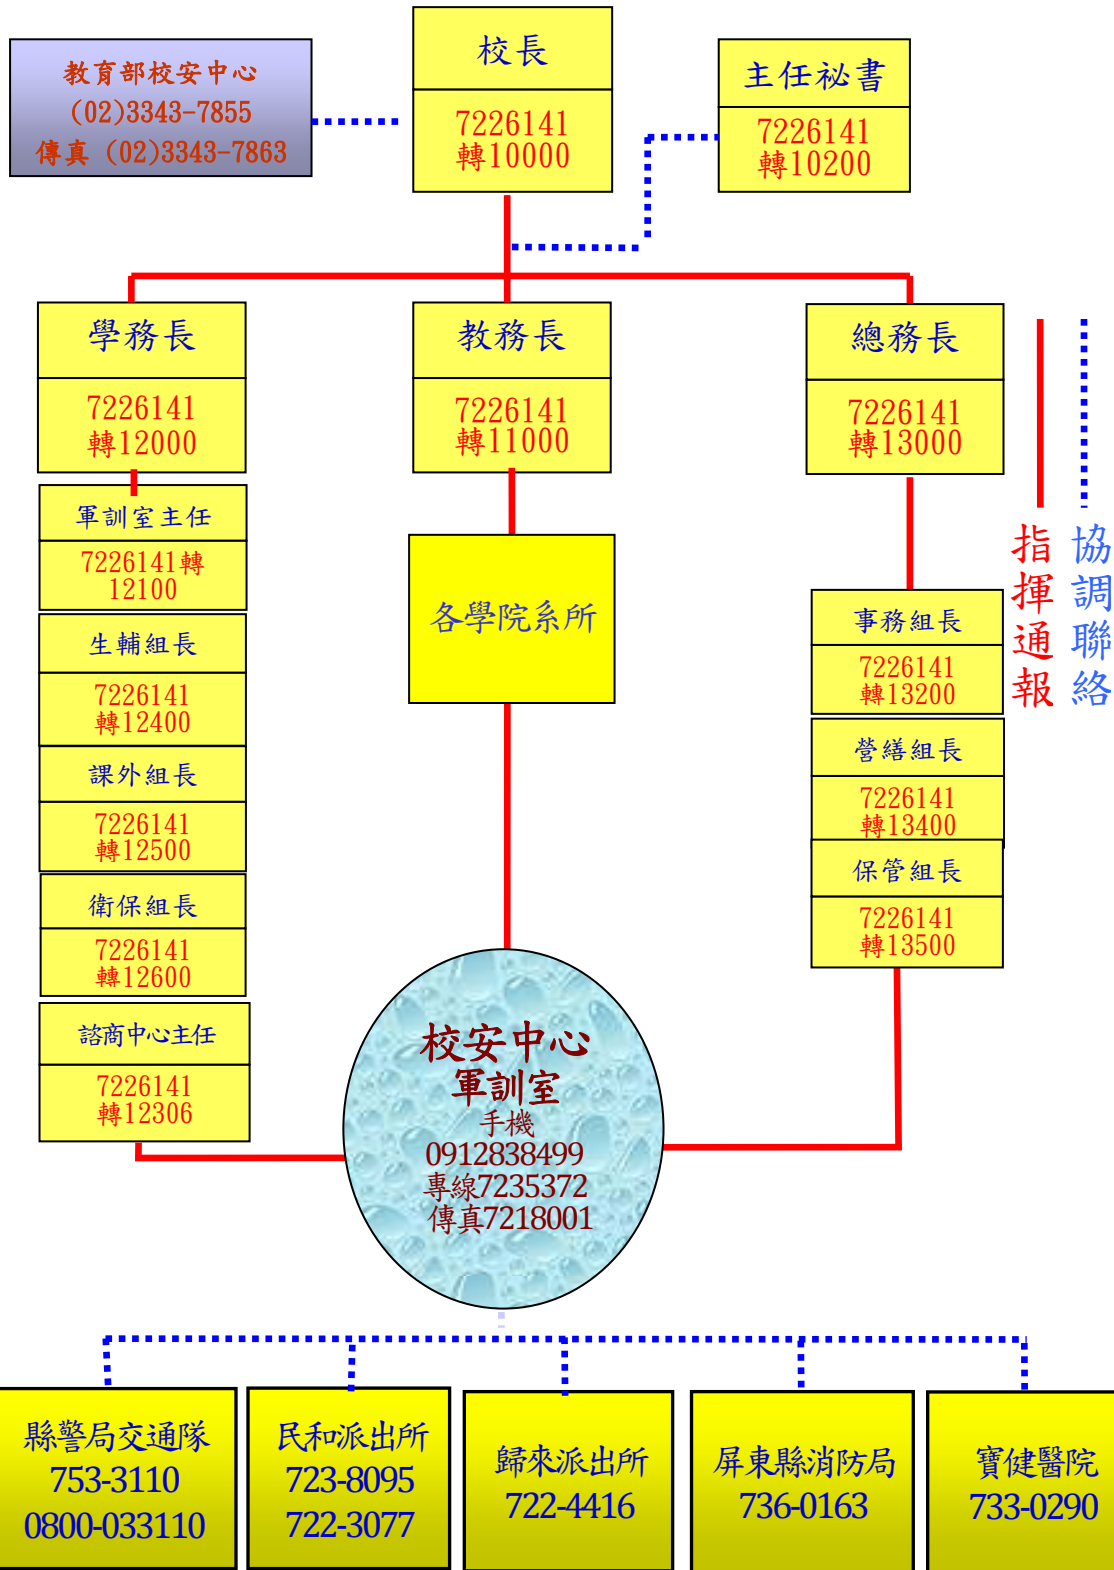 教育部校安中心
(02)3343-7855
傳真 (02)3343-7863
校長
7226141
轉10000
主任祕書
7226141
轉10200
學務長
7226141
轉12000
教務長
7226141
轉11000
總務長
7226141
轉13000
軍訓室主任
7226141轉
12100
生輔組長
7226141
轉12400
課外組長
7226141
轉12500
衛保組長
7226141
轉12600
諮商中心主任
7226141
轉12306
各學院系所
事務組長
7226141
轉13200
營繕組長
7226141
轉13400
保管組長
7226141
轉13500
指揮通報
協調聯絡
校安中心
軍訓室
手機
0912838499
專線7235372
傳真7218001
縣警局交通隊
753-3110
0800-033110
民和派出所
723-8095
722-3077
歸來派出所
722-4416
屏東縣消防局
736-0163
寶健醫院
733-0290